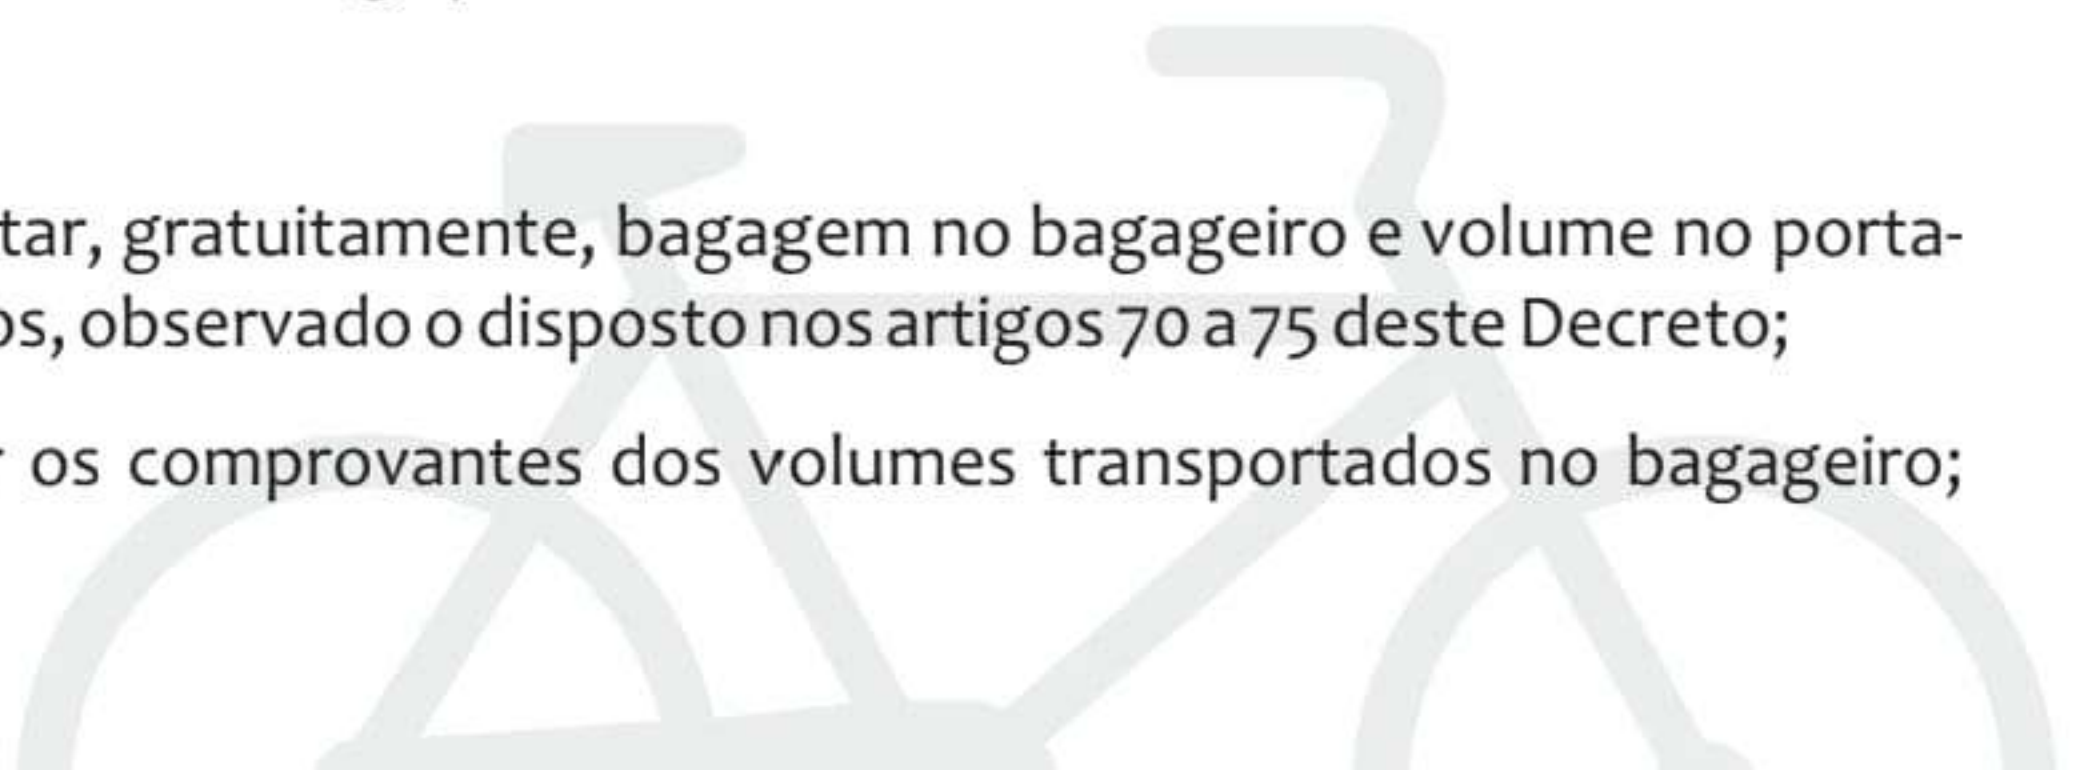 tar, gratuitamente, bagagem no bagageiro e volume no porta-
os, observado o disposto nos artigos 70 a 75 deste Decreto;
os comprovantes dos volumes transportados no bagageiro;